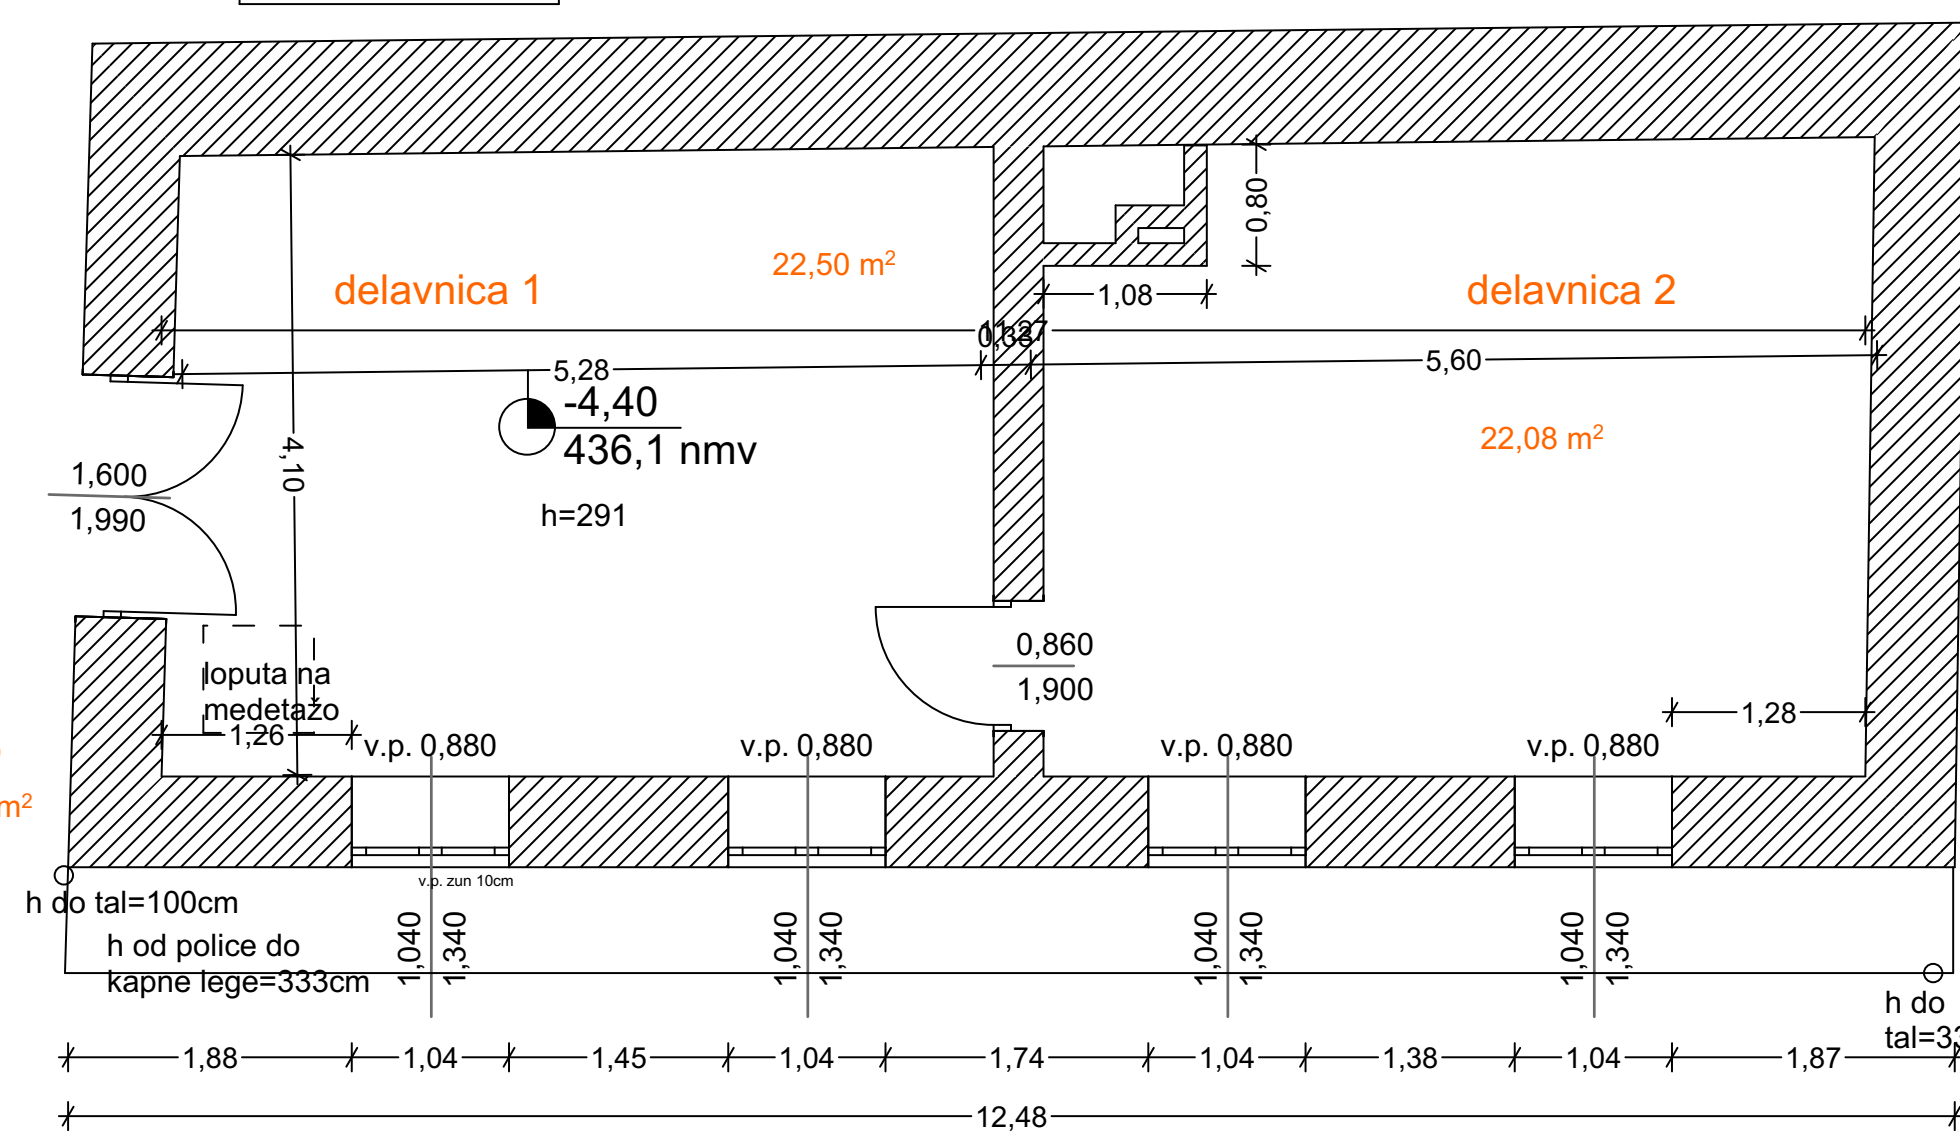 0,80
22,50 m²
delavnica 1
delavnica 2
1,08
11,27
0,33
5,28
5,60
-4,40
436,1 nmv
22,08 m²
4,10
1,600
1,990
h=291
0,860
1,900
loputa na
medetažo
1,26
1,28
v.p. 0,880
v.p. 0,880
v.p. 0,880
v.p. 0,880
m²
v.p. zun 10cm
h do tal=100cm
h od police do
kapne lege=333cm
1,040
1,340
1,040
1,340
1,040
1,340
1,040
1,340
h do
1,88
1,04
1,45
1,04
1,74
1,04
1,38
1,04
1,87
12,48